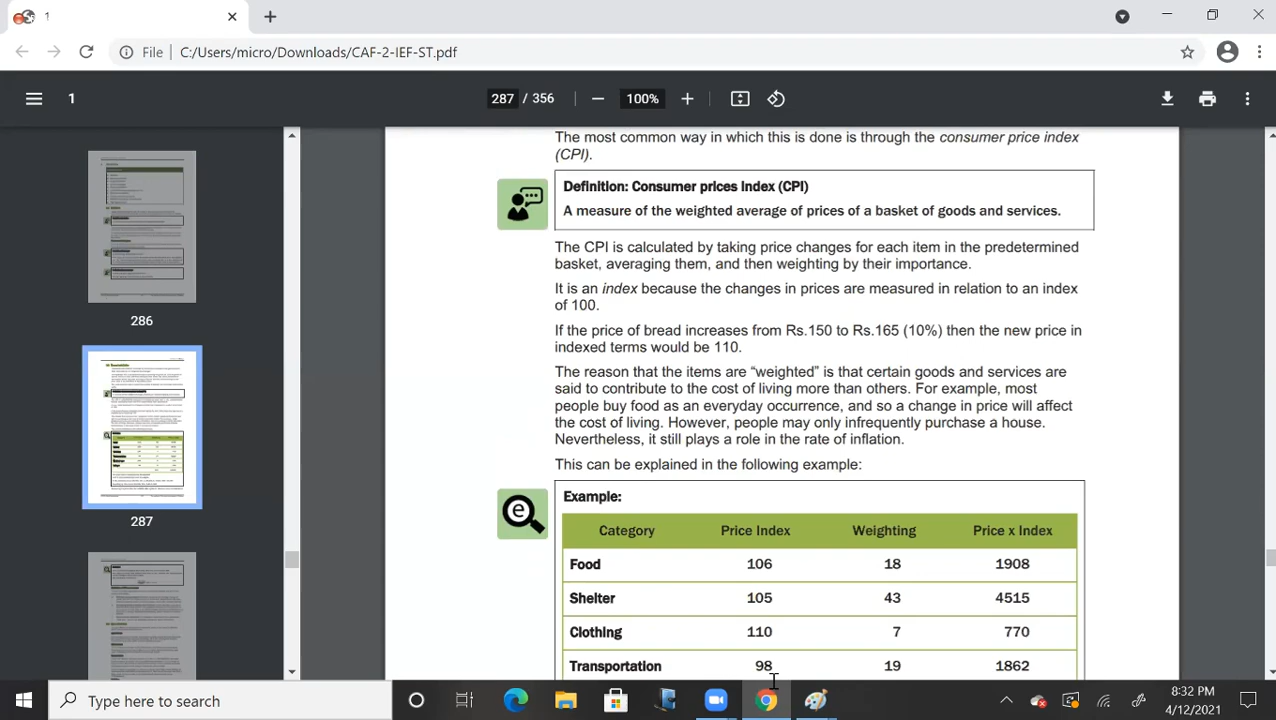 1
File
C:/Users/micro/Downloads/CAF-2-IEF-ST.pdf
1
287 / 356
100%
286
287
The most common way in which this is done is through the consumer price index
(CPI).
Definition: Consumer prices index (CPI)
A measure of the weighted average of prices of a basket of goods and services.
The CPI is calculated by taking price changes for each item in the predetermined
basket, averaging them, and then weighting by their importance.
It is an index because the changes in prices are measured in relation to an index
of 100.
If the price of bread increases from Rs.150 to Rs.165 (10%) then the new price in
indexed terms would be 110.
The reason that the items are "weighted" is that certain goods and services are
said to contribute to the cost of living more than others. For example, most
people buy food as an everyday occurrence, and so a change in price will affect
the cost of living. However, people may only infrequently purchase a house.
Nevertheless, it still plays a role in the rate of inflation.
This can be explained in the following example:
Example:
Category Price Index Weighting Price x Index
Food 106 18 1908
Shelter 105 43 4515
Clothing 110 7 770
Transportation 98 19 1862
Type here to search
8:32 PM
4/12/2021